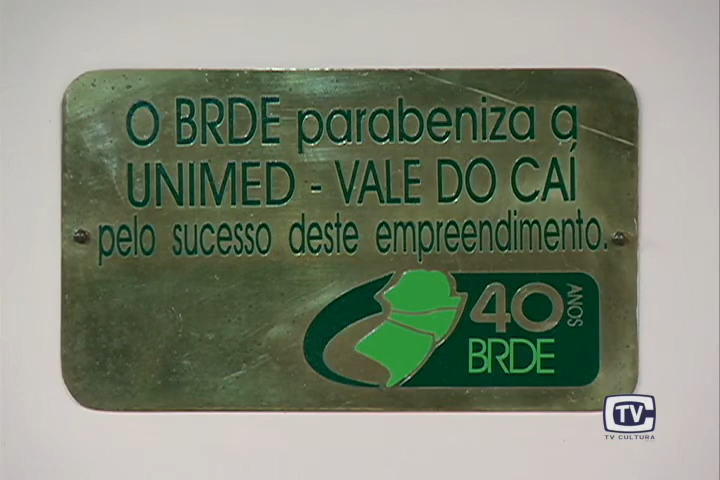 O BRDE parabeniza a
UNIMED - VALE DO CAÍ
pelo sucesso deste empreendimento.
40
ANOS
BRDE
TV
TV CULTURA